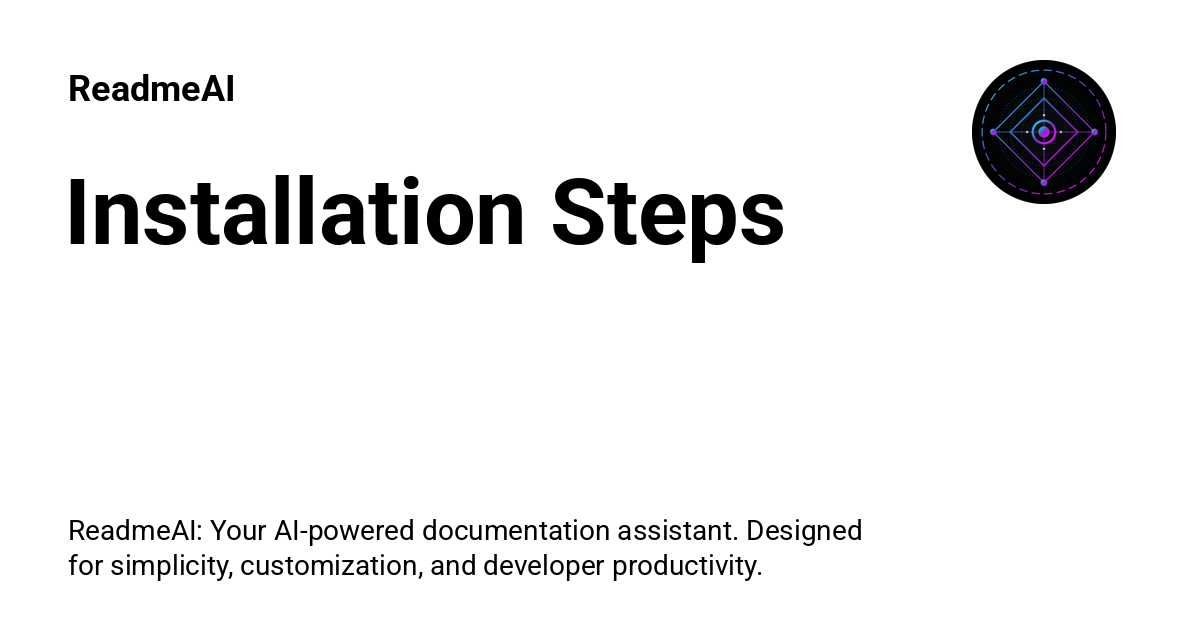 ReadmeAI
Installation Steps
ReadmeAI: Your AI-powered documentation assistant. Designed
for simplicity, customization, and developer productivity.